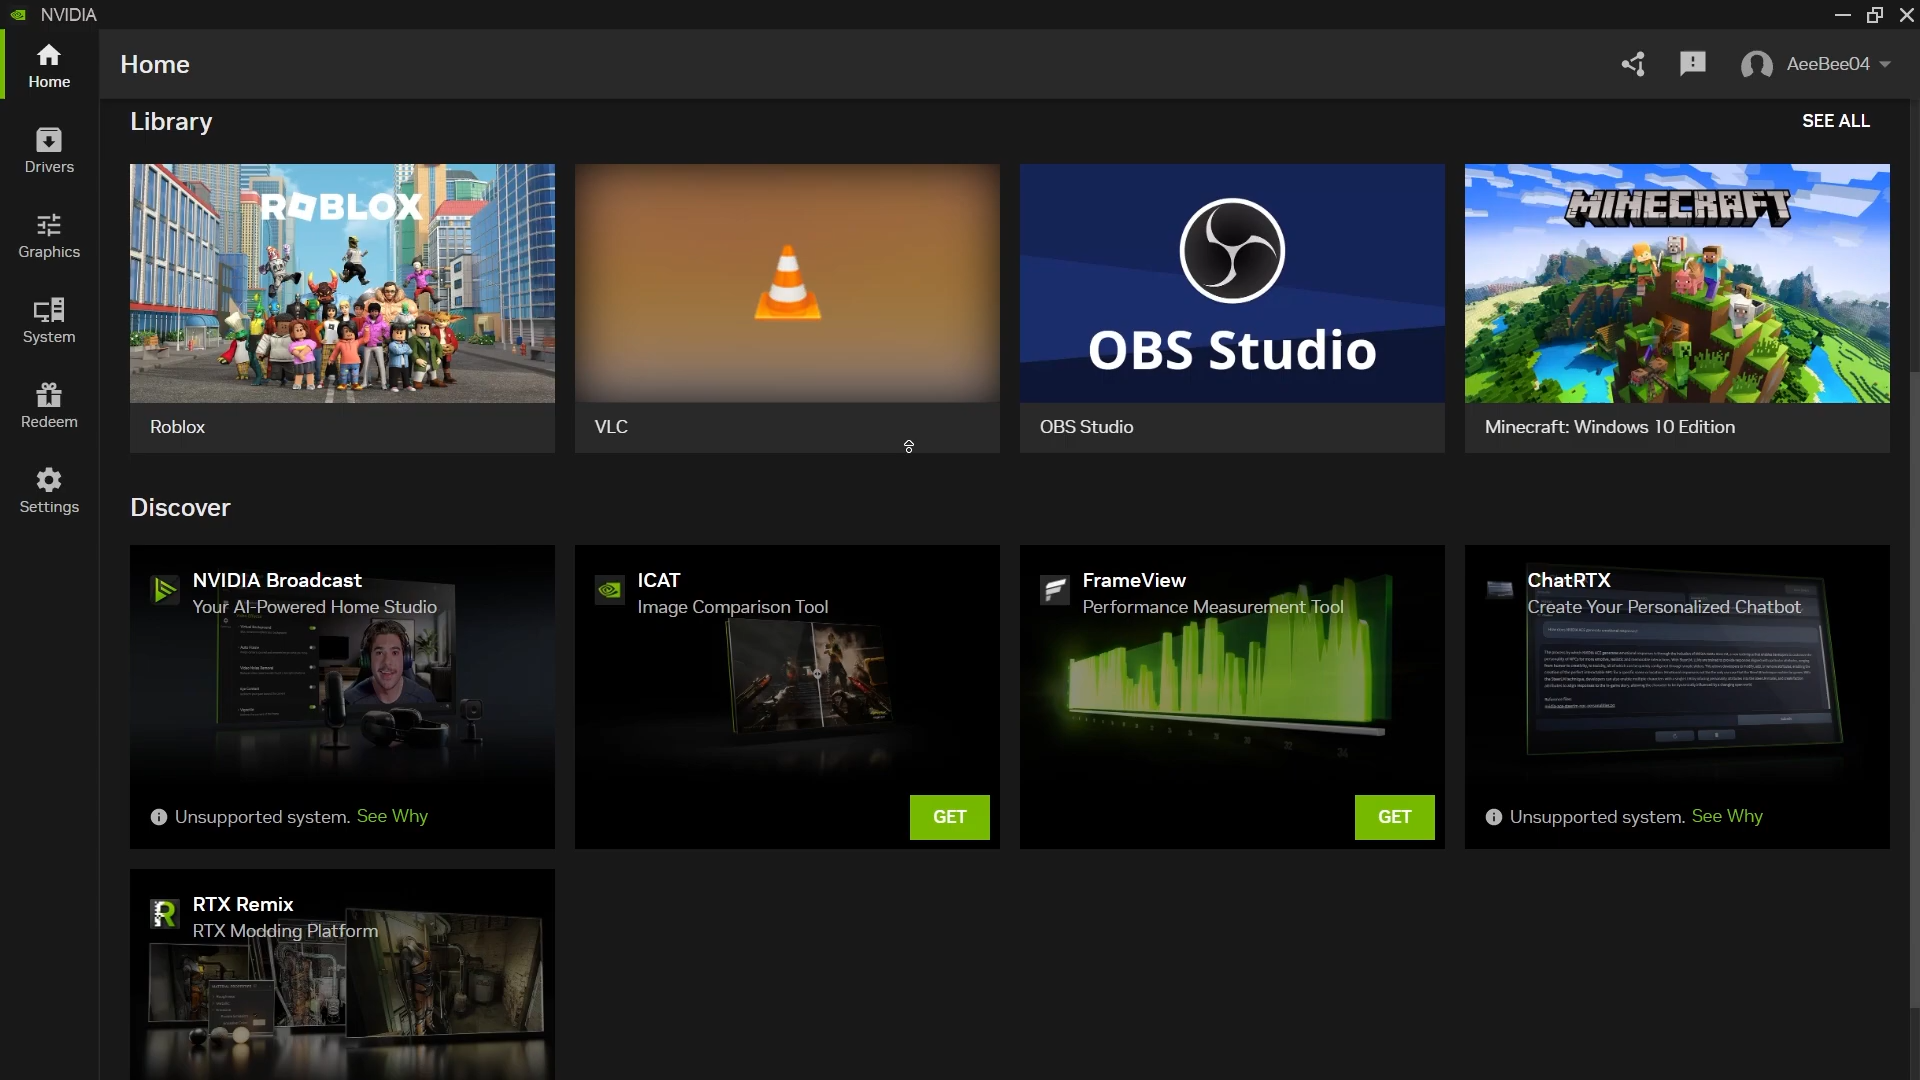 NVIDIA
Home
Home
AeeBee04
Drivers
Graphics
System
Redeem
Settings
Library
SEE ALL
ROBLOX
OBS Studio
MINECRAFT
Roblox
VLC
OBS Studio
Minecraft: Windows 10 Edition
Discover
NVIDIA Broadcast
Your AI-Powered Home Studio
Unsupported system. See Why
ICAT
Image Comparison Tool
GET
FrameView
Performance Measurement Tool
GET
ChatRTX
Create Your Personalized Chatbot
Unsupported system. See Why
RTX Remix
RTX Modding Platform